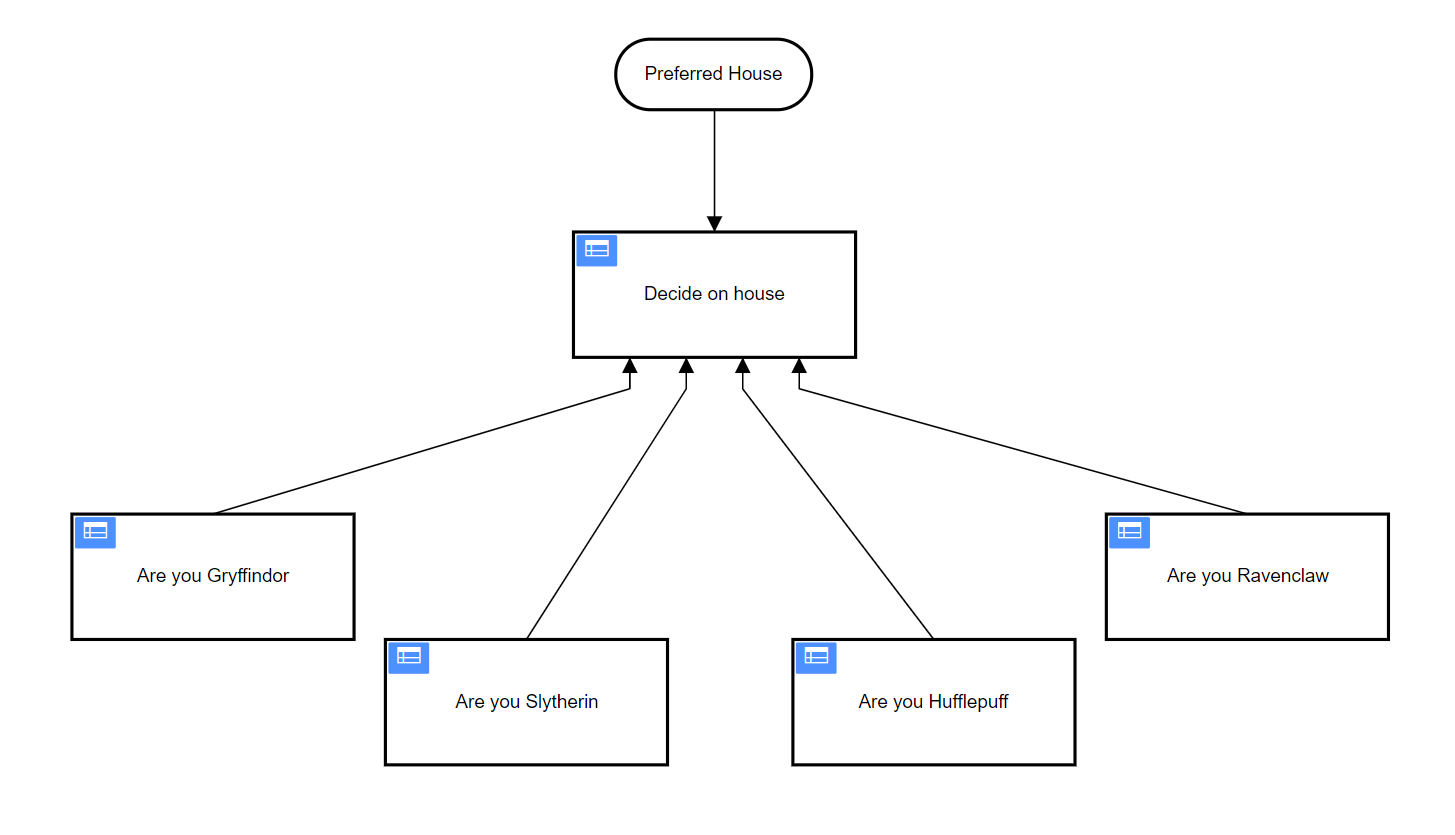 Preferred House
Decide on house
Are you Gryffindor
Are you Ravenclaw
Are you Slytherin
Are you Hufflepuff